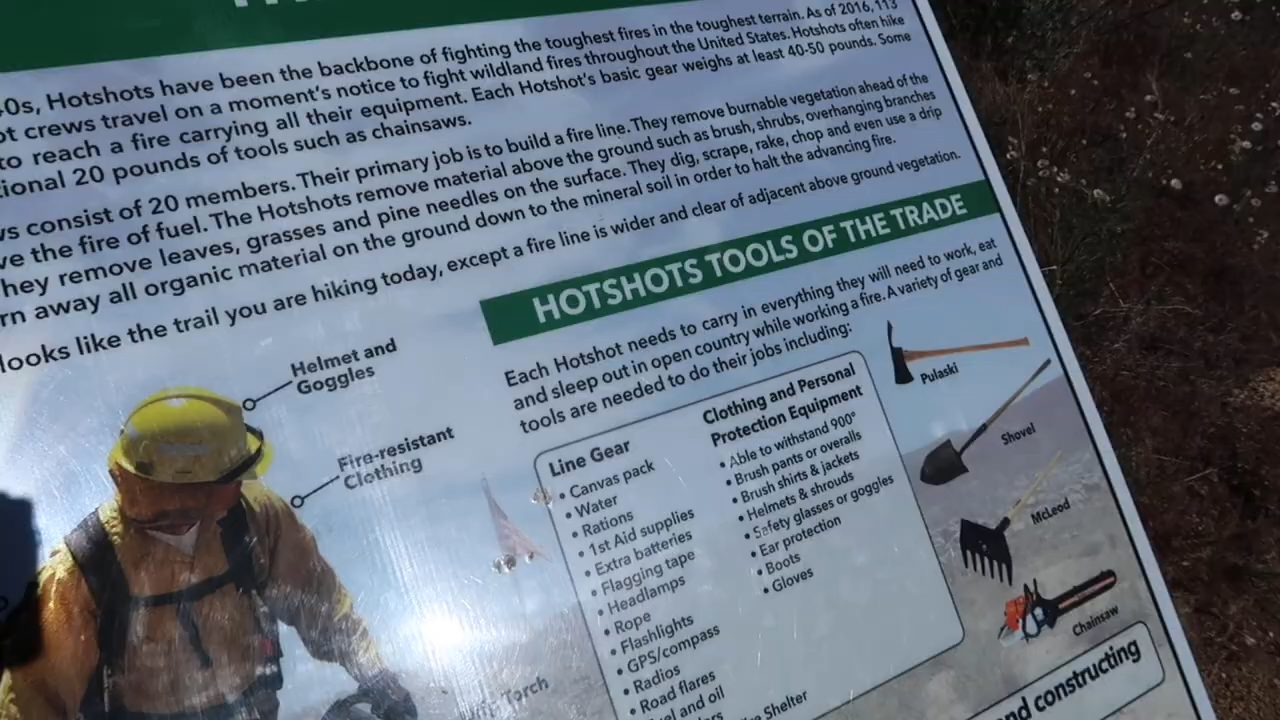 0s, Hotshots have been the backbone of fighting the toughest fires in the toughest terrain. As of 2016, 113
ot crews travel on a moment's notice to fight wildland fires throughout the United States. Hotshots often hike
to reach a fire carrying all their equipment. Each Hotshot's basic gear weighs at least 40-50 pounds. Some
tional 20 pounds of tools such as chainsaws.
ws consist of 20 members. Their primary job is to build a fire line. They remove burnable vegetation ahead of the
ve the fire of fuel. The Hotshots remove material above the ground such as brush, shrubs, overhanging branches
hey remove leaves, grasses and pine needles on the surface. They dig, scrape, rake, chop and even use a drip
rn away all organic material on the ground down to the mineral soil in order to halt the advancing fire.
looks like the trail you are hiking today, except a fire line is wider and clear of adjacent above ground vegetation.
Helmet and
Goggles
Fire-resistant
Clothing
Torch
HOTSHOTS TOOLS OF THE TRADE
Each Hotshot needs to carry in everything they will need to work, eat
and sleep out in open country while working a fire. A variety of gear and
tools are needed to do their jobs including:
Line Gear
• Canvas pack
• Water
• Rations
• 1st Aid supplies
• Extra batteries
• Flagging tape
• Headlamps
• Rope
• Flashlights
• GPS/compass
• Radios
• Road flares
el and oil
Clothing and Personal
Protection Equipment
• Able to withstand 900°
• Brush pants or overalls
• Brush shirts & jackets
• Helmets & shrouds
• Safety glasses or goggles
• Ear protection
• Boots
• Gloves
Shelter
Pulaski
Shovel
McLeod
Chainsaw
nd constructing